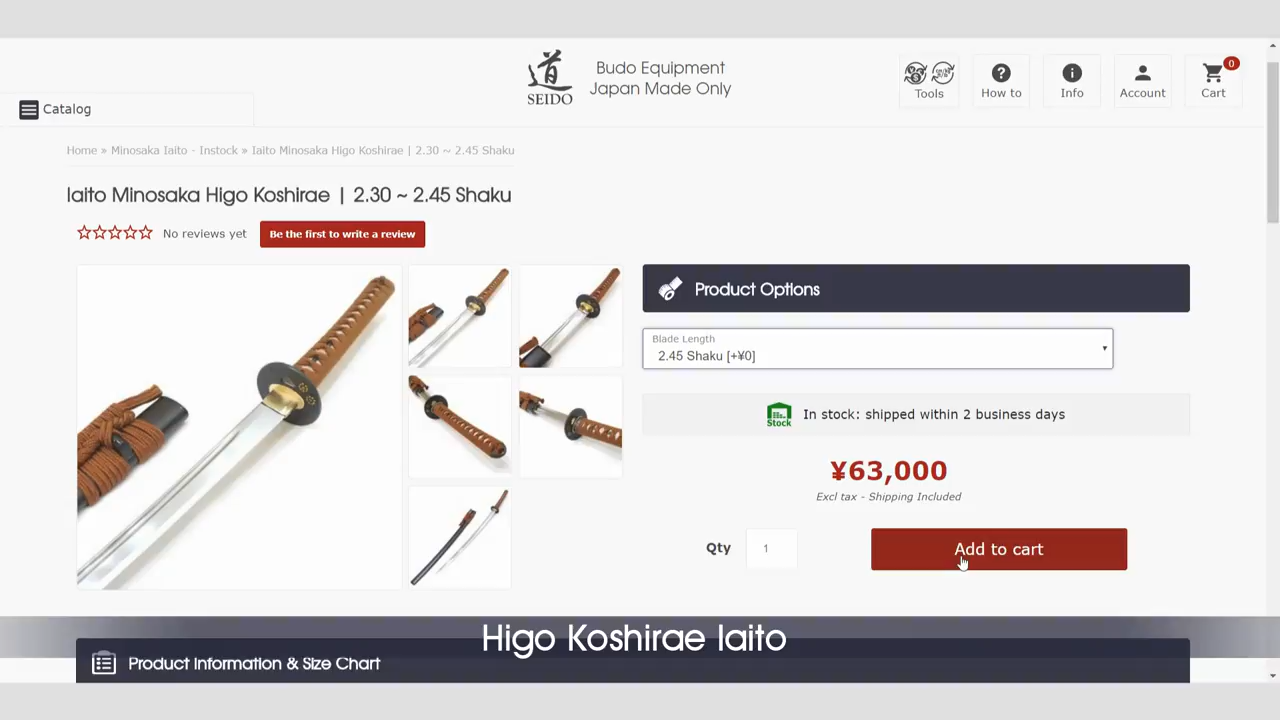 道
SEIDO
Budo Equipment
Japan Made Only
Tools
How to
Info
Account
0
Cart
Catalog
Home » Minosaka Iaito - Instock » Iaito Minosaka Higo Koshirae | 2.30 ~ 2.45 Shaku
Iaito Minosaka Higo Koshirae | 2.30 ~ 2.45 Shaku
No reviews yet
Be the first to write a review
Product Options
Blade Length
2.45 Shaku [+¥0]
Stock
In stock: shipped within 2 business days
¥63,000
Excl tax - Shipping Included
Qty
1
Add to cart
Higo Koshirae Iaito
Product Information & Size Chart